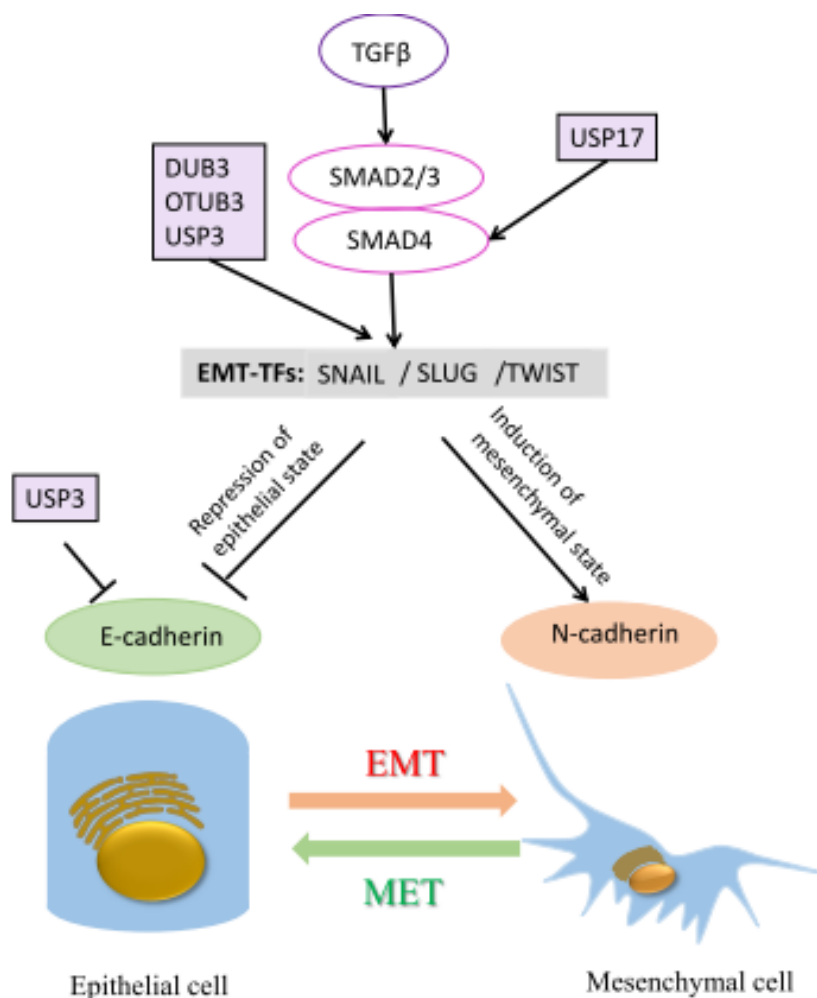 TGFβ
USP17
DUB3
OTUB3
USP3
SMAD2/3
SMAD4
EMT-TFs: SNAIL / SLUG /TWIST
Repression of
epithelial state
Induction of
mesenchymal state
USP3
E-cadherin
N-cadherin
EMT
MET
Epithelial cell
Mesenchymal cell